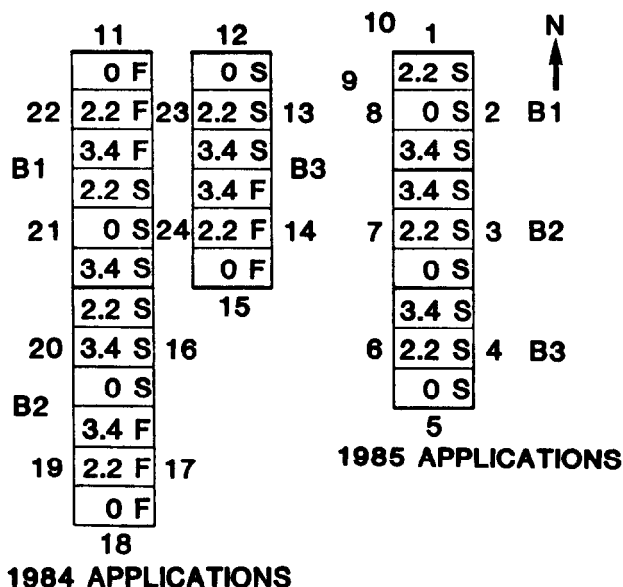 11 12 10 1 N
0 F 0 S 9 2.2 S
22 2.2 F 23 2.2 S 13 8 0 S 2 B1
3.4 F 3.4 S 3.4 S
B1 B3
2.2 S 3.4 F 3.4 S
21 0 S 24 2.2 F 14 7 2.2 S 3 B2
3.4 S 0 F 0 S
2.2 S 15 3.4 S
20 3.4 S 16 6 2.2 S 4 B3
0 S 0 S
B2 5
3.4 F 1985 APPLICATIONS
19 2.2 F 17
0 F
18
1984 APPLICATIONS